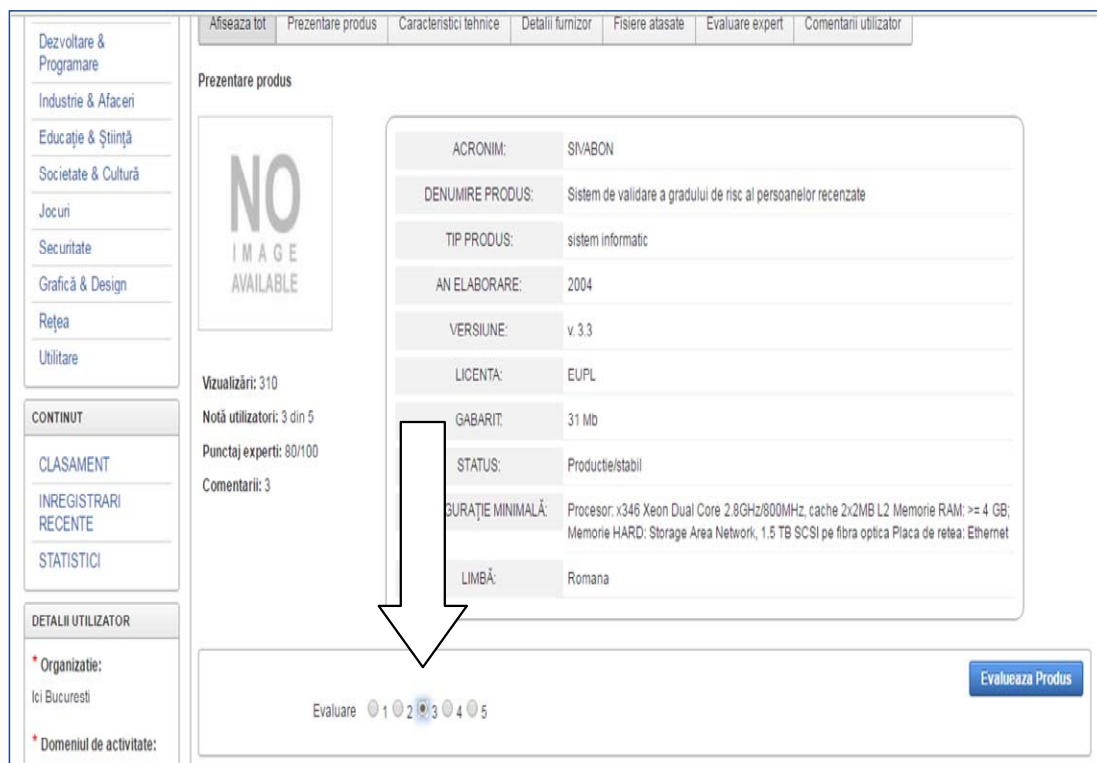 Dezvoltare &
Programare
Industrie & Afaceri
Educaţie & Ştiinţă
Societate & Cultură
Jocuri
Securitate
Grafică & Design
Reţea
Utilitare
CONTINUT
CLASAMENT
INREGISTRARI
RECENTE
STATISTICI
DETALII UTILIZATOR
* Organizatie:
Ici Bucuresti
* Domeniul de activitate:
Afiseaza tot Prezentare produs Caracteristici tehnice Detalii furnizor Fisiere atasate Evaluare expert Comentarii utilizator
Prezentare produs
NO
IMAGE
AVAILABLE
Vizualizări: 310
Notă utilizatori: 3 din 5
Punctaj experti: 80/100
Comentarii: 3
ACRONIM: SIVABON
DENUMIRE PRODUS: Sistem de validare a gradului de risc al persoanelor recenzate
TIP PRODUS: sistem informatic
AN ELABORARE: 2004
VERSIUNE: v. 3.3
LICENTA: EUPL
GABARIT: 31 Mb
STATUS: Productie/stabil
GURAŢIE MINIMALĂ: Procesor: x346 Xeon Dual Core 2.8GHz/800MHz, cache 2x2MB L2 Memorie RAM: >= 4 GB;
Memorie HARD: Storage Area Network, 1.5 TB SCSI pe fibra optica Placa de retea: Ethernet
LIMBĂ: Romana
Evalueaza Produs
Evaluare 1 2 3 4 5